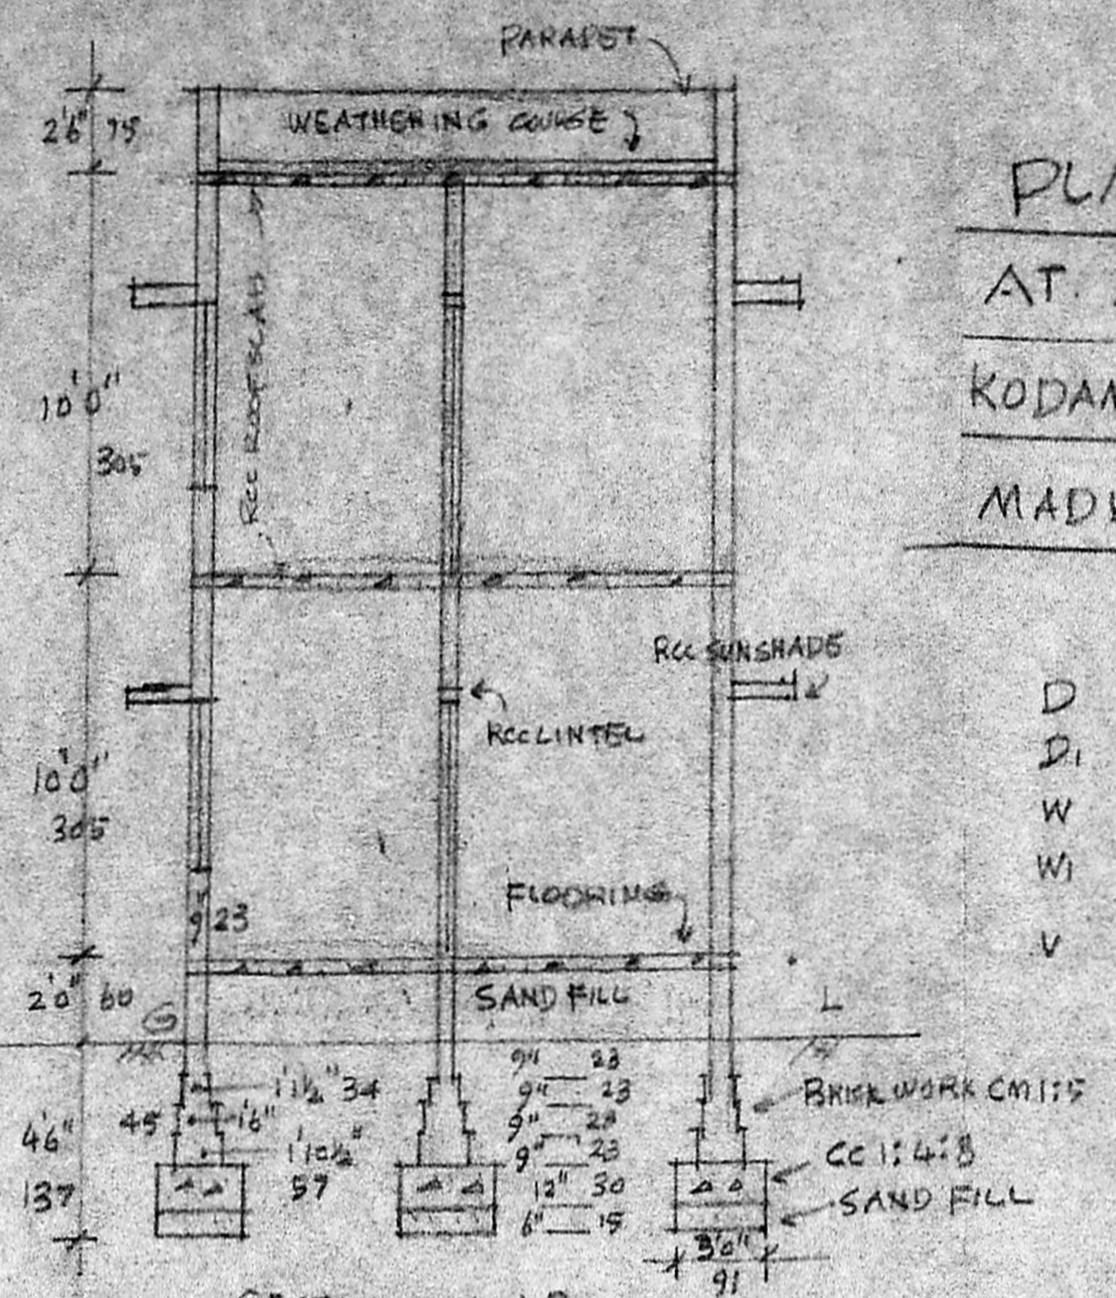 PARAPET
WEATHERING COURSE
2'6" 75
PLA
AT.
KODAM
MADU
RCC ROOF SLAB
10'0"
305
RCC SUNSHADE
RCC LINTEL
D
D1
W
W1
V
10'0"
305
FLOORING
9" 23
2'0" 60
SAND FILL
G
L
9" 23
1'1½" 34
9" 23
BRICK WORK CM 1:5
4'6"
45 1'6"
9" 23
1'10½"
9" 23
CC 1:4:8
137
57
12" 30
SAND FILL
6" 15
3'0"
91